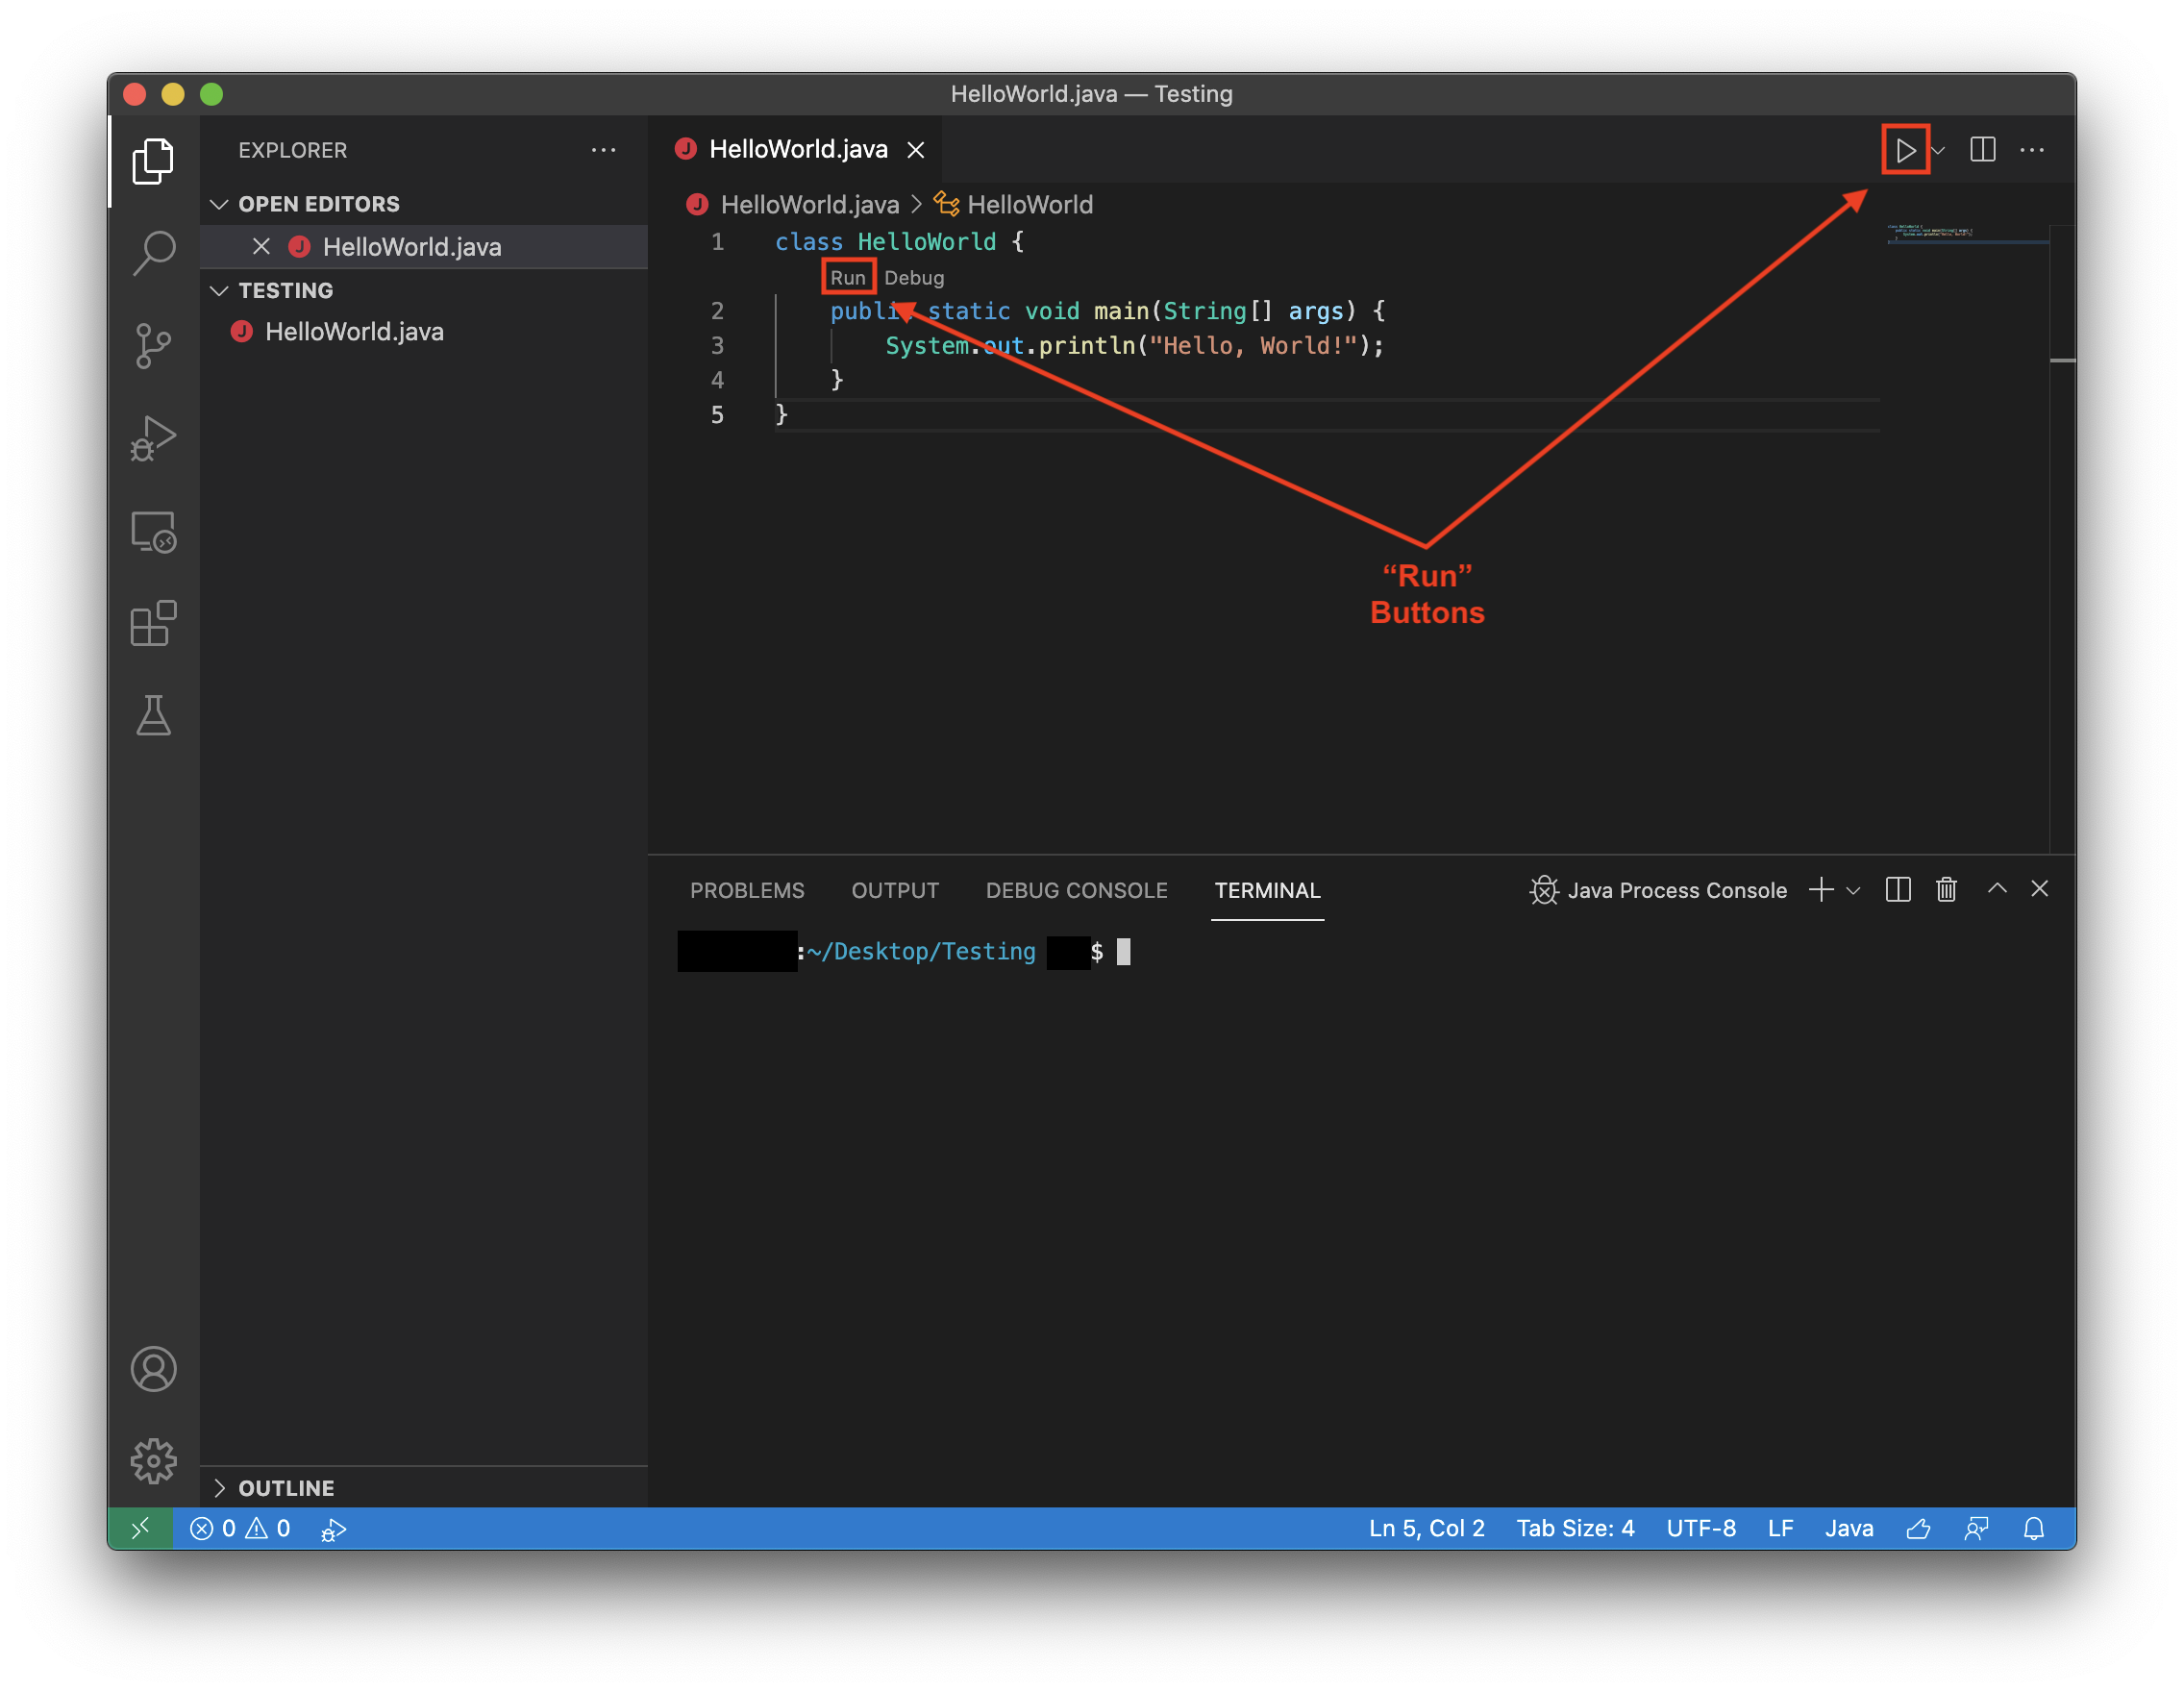 HelloWorld.java — Testing
EXPLORER
OPEN EDITORS
HelloWorld.java
TESTING
HelloWorld.java
OUTLINE
HelloWorld.java
HelloWorld.java > HelloWorld
1 class HelloWorld {
Run Debug
2 public static void main(String[] args) {
3 System.out.println("Hello, World!");
4 }
5 }
“Run”
Buttons
PROBLEMS OUTPUT DEBUG CONSOLE TERMINAL Java Process Console
:~/Desktop/Testing $
0 0 Ln 5, Col 2 Tab Size: 4 UTF-8 LF Java